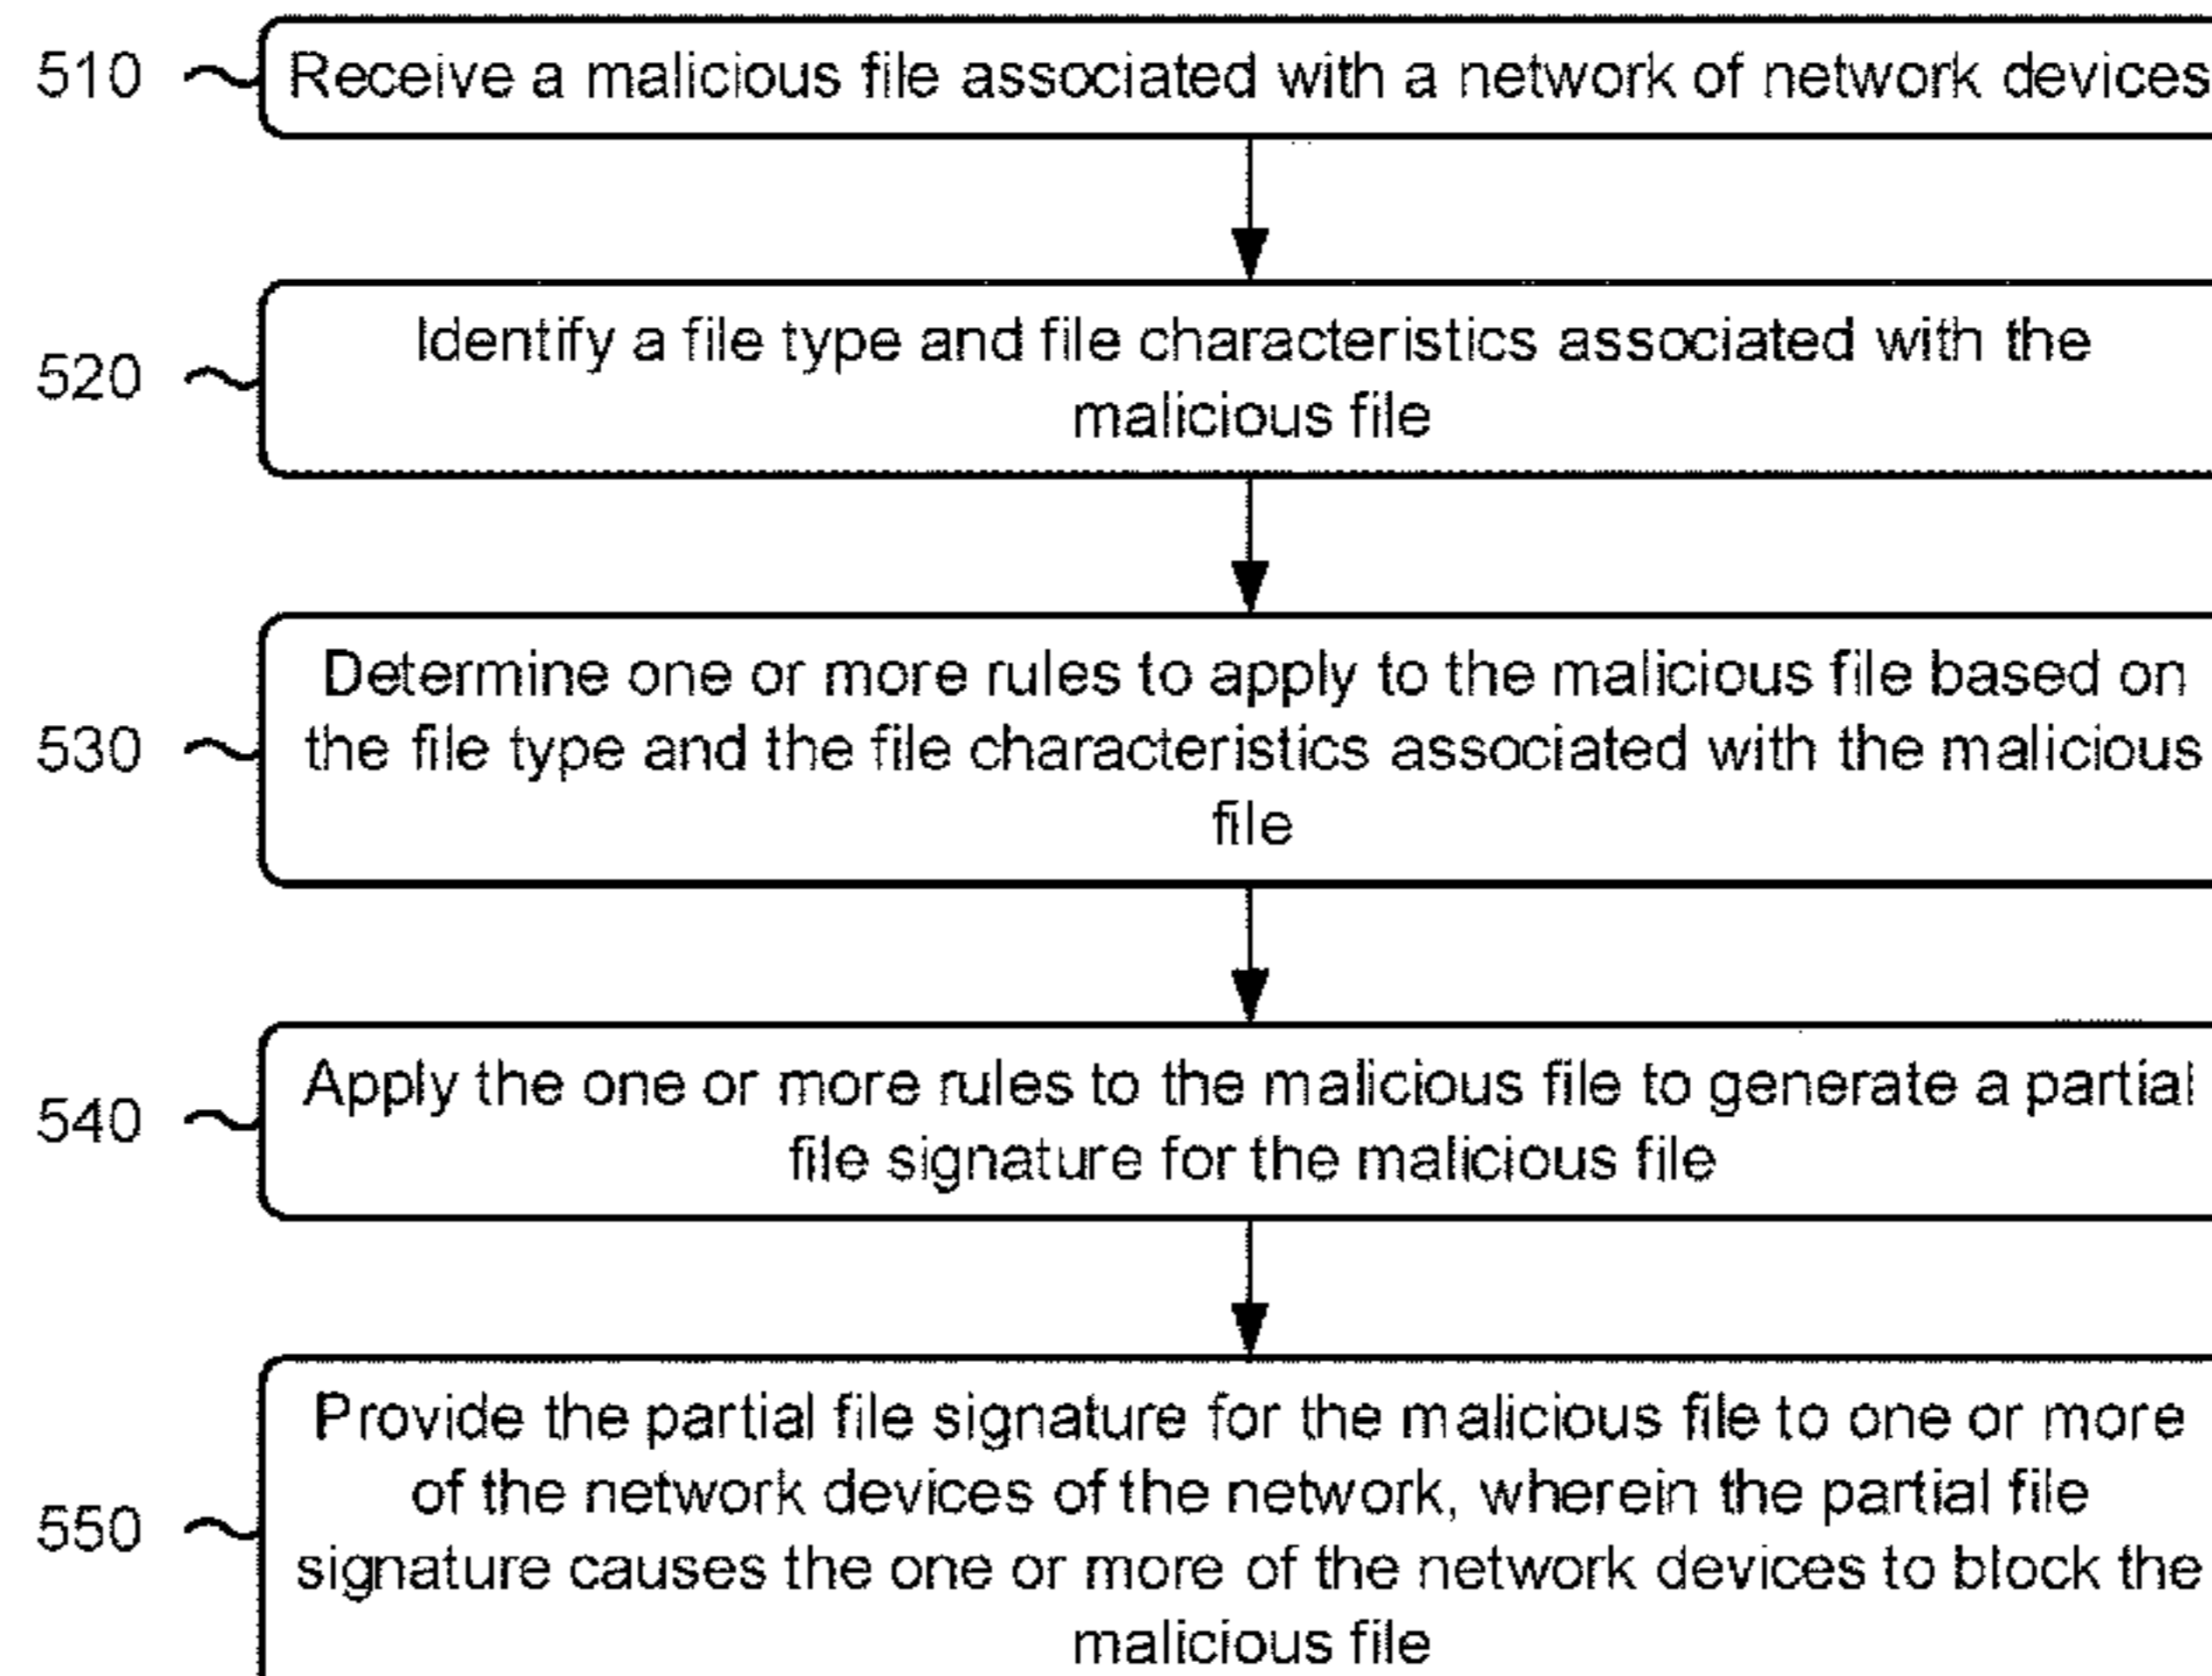 510 Receive a malicious file associated with a network of network devices
520 Identify a file type and file characteristics associated with the
malicious file
Determine one or more rules to apply to the malicious file based on
530 the file type and the file characteristics associated with the malicious
file
540 Apply the one or more rules to the malicious file to generate a partial
file signature for the malicious file
Provide the partial file signature for the malicious file to one or more
of the network devices of the network, wherein the partial file
550 signature causes the one or more of the network devices to block the
malicious file